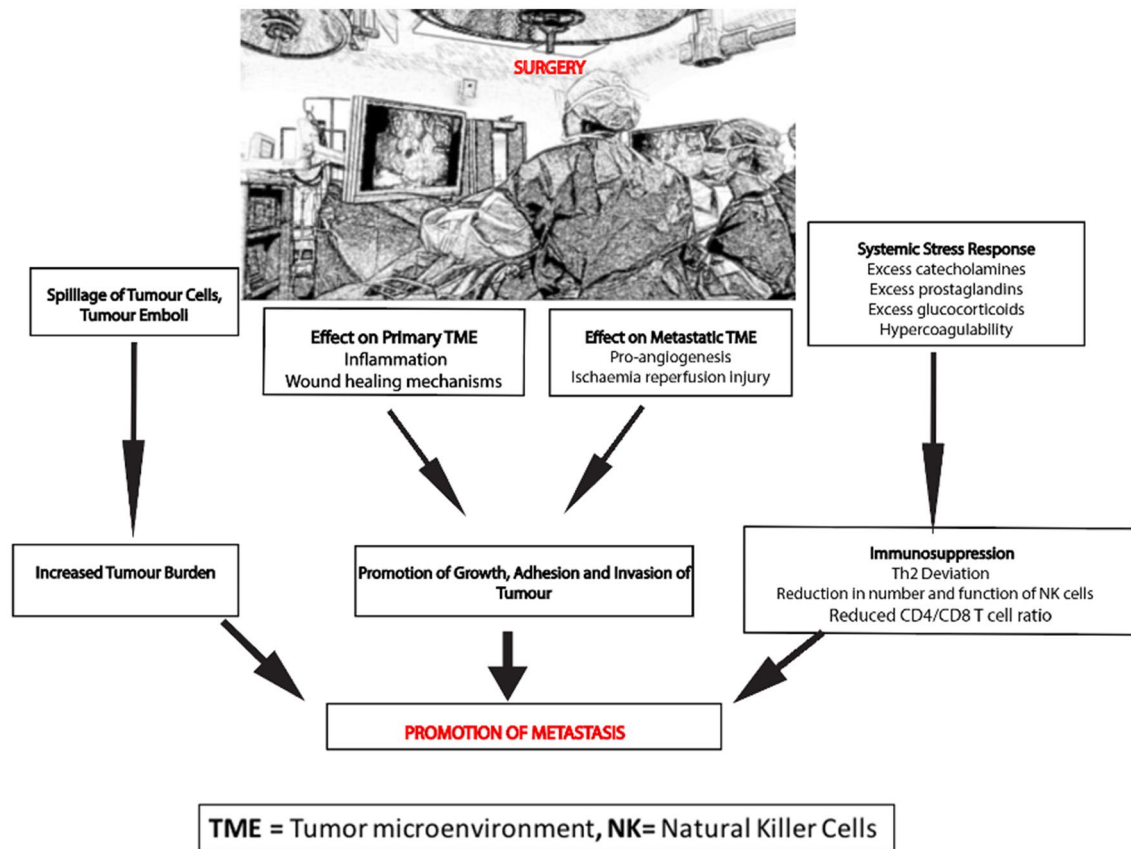 SURGERY
Spilllage of Tumour Cells,
Tumour Emboli
Effect on Primary TME
Inflammation
Wound healing mechanisms
Effect on Metastatic TME
Pro-angiogenesis
Ischaemia reperfusion injury
Systemic Stress Response
Excess catecholamines
Excess prostaglandins
Excess glucocorticoids
Hypercoagulability
Increased Tumour Burden
Promotion of Growth, Adhesion and Invasion of
Tumour
Immunosuppression
Th2 Deviation
Reduction in number and function of NK cells
Reduced CD4/CD8 T cell ratio
PROMOTION OF METASTASIS
TME = Tumor microenvironment, NK= Natural Killer Cells